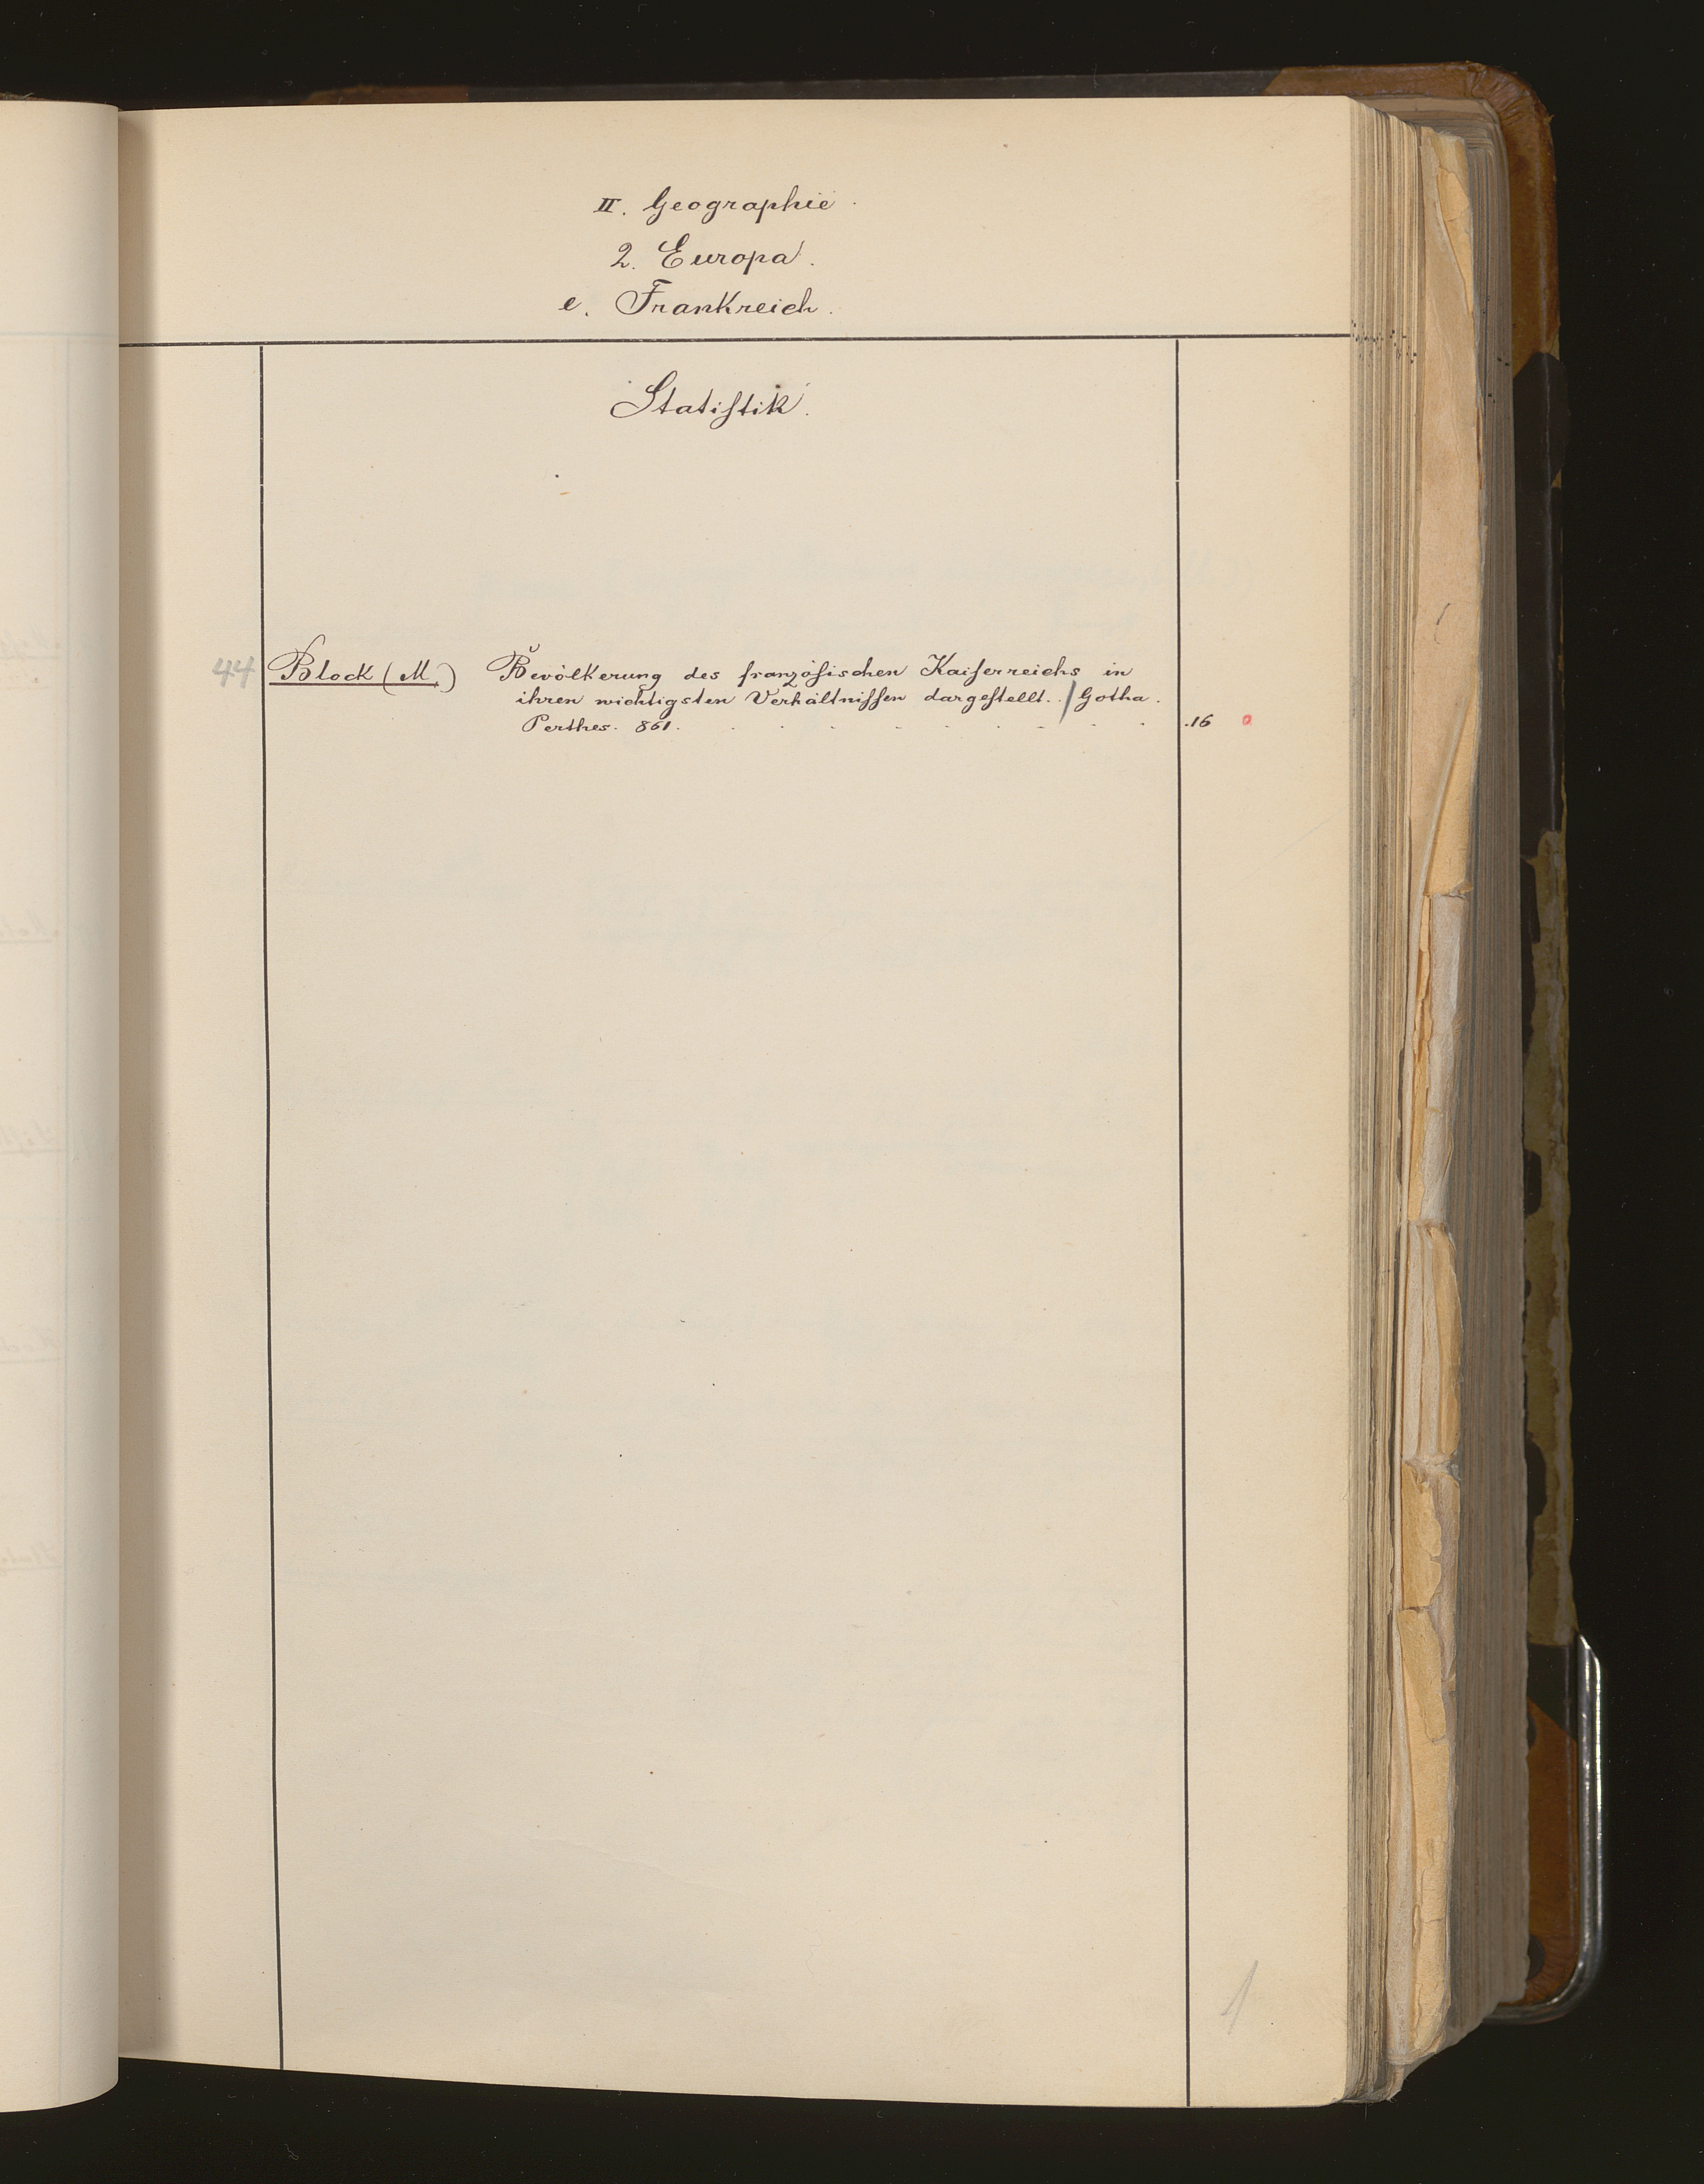 II. Geographie.
2. Europa.
e. Frankreich.
Statiſtik.
44 Block (M.) Bevölkerung des französischen Kaiſerreichs in
ihren wichtigsten Verhältniſſen dargeſtellt. / Gotha.
Perthes. 861. . . . . . . . . . 16 0
1